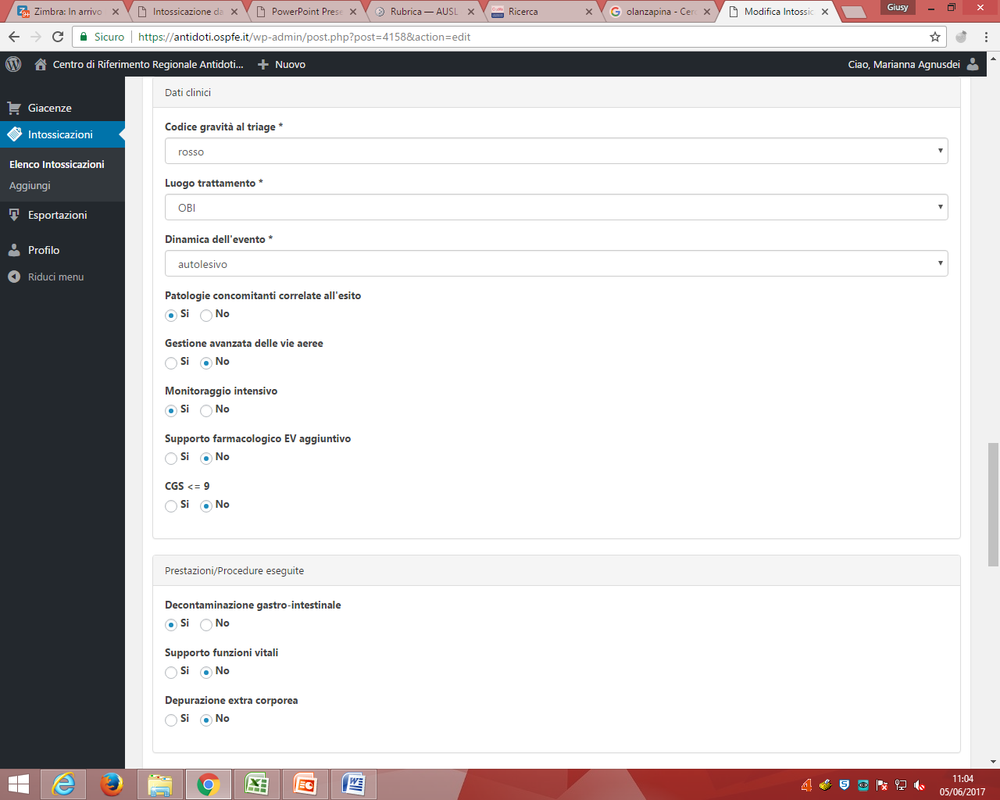 Zimbra: In arrivo
Intossicazione da
PowerPoint Prese
Rubrica — AUSL
Ricerca
olanzapina - Cerc
Modifica Intossic
Giusy
Sicuro
https://antidoti.ospfe.it/wp-admin/post.php?post=4158&action=edit
Centro di Riferimento Regionale Antidoti...
Nuovo
Ciao, Marianna Agnusdei
Giacenze
Intossicazioni
Elenco Intossicazioni
Aggiungi
Esportazioni
Profilo
Riduci menu
Dati clinici
Codice gravità al triage *
rosso
Luogo trattamento *
OBI
Dinamica dell'evento *
autolesivo
Patologie concomitanti correlate all'esito
Si No
Gestione avanzata delle vie aeree
Si No
Monitoraggio intensivo
Si No
Supporto farmacologico EV aggiuntivo
Si No
CGS <= 9
Si No
Prestazioni/Procedure eseguite
Decontaminazione gastro-intestinale
Si No
Supporto funzioni vitali
Si No
Depurazione extra corporea
Si No
11:04
05/06/2017